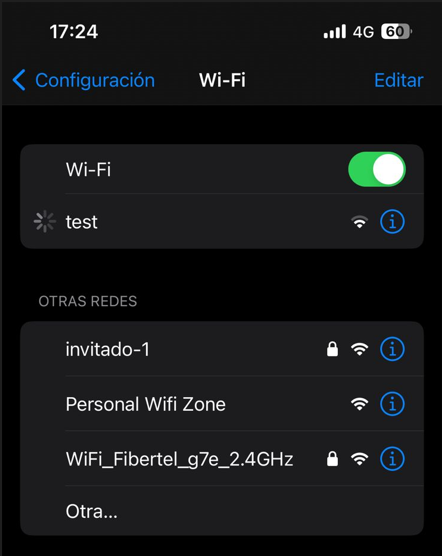 17:24 4G 60
Configuración Wi-Fi Editar
Wi-Fi
test
OTRAS REDES
invitado-1
Personal Wifi Zone
WiFi_Fibertel_g7e_2.4GHz
Otra...